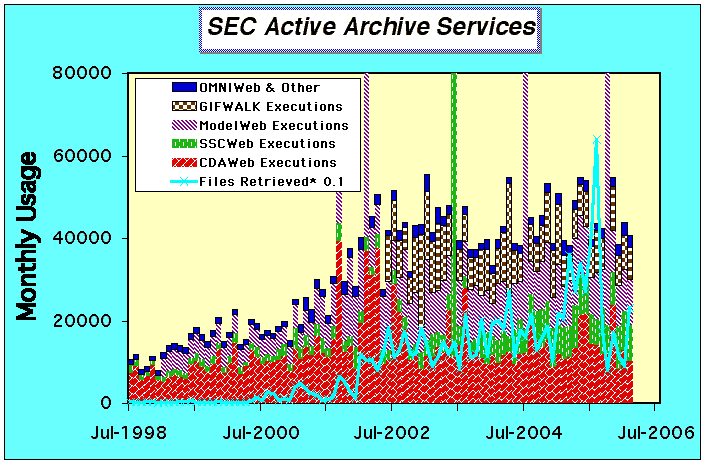 SEC Active Archive Services
80000
60000
40000
20000
0
Monthly Usage
OMNIWeb & Other
GIFWALK Executions
ModelWeb Executions
SSCWeb Executions
CDAWeb Executions
Files Retrieved* 0.1
Jul-1998
Jul-2000
Jul-2002
Jul-2004
Jul-2006